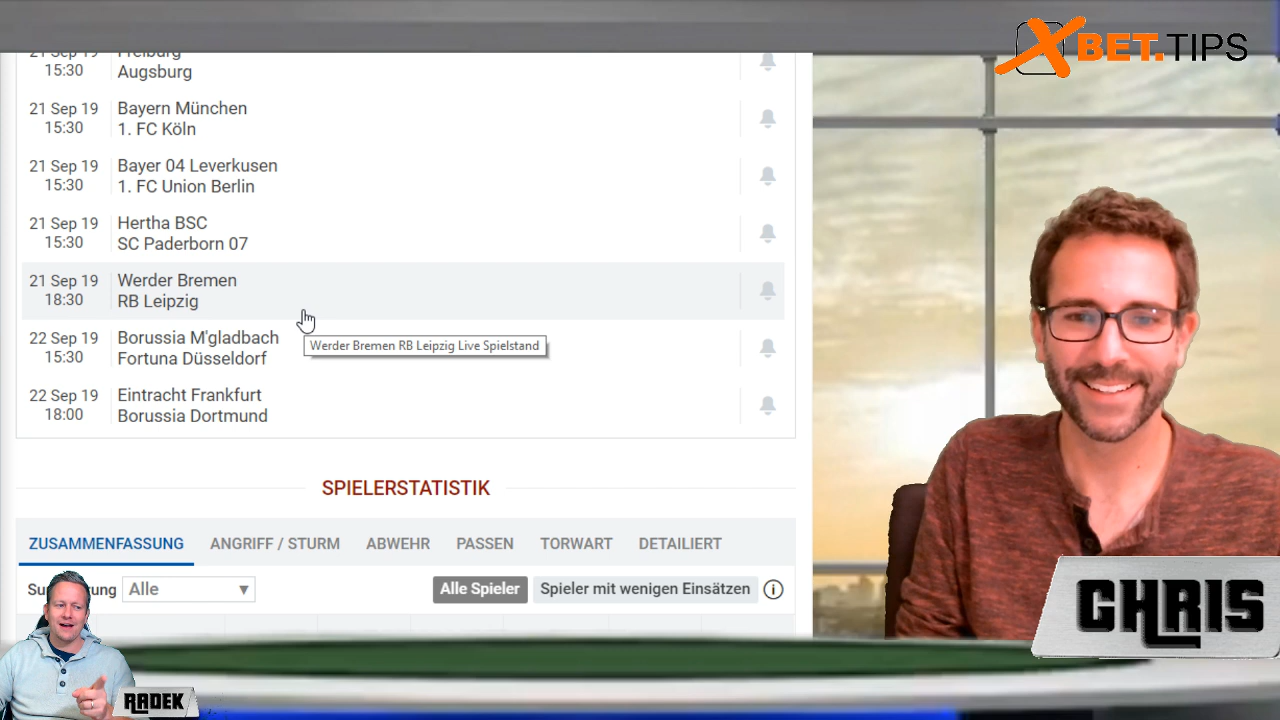 XBET.TIPS
21 Sep 19
Freiburg
15:30
Augsburg
21 Sep 19
Bayern München
15:30
1. FC Köln
21 Sep 19
Bayer 04 Leverkusen
15:30
1. FC Union Berlin
21 Sep 19
Hertha BSC
15:30
SC Paderborn 07
21 Sep 19
Werder Bremen
18:30
RB Leipzig
22 Sep 19
Borussia M'gladbach
15:30
Fortuna Düsseldorf
Werder Bremen RB Leipzig Live Spielstand
22 Sep 19
Eintracht Frankfurt
18:00
Borussia Dortmund
SPIELERSTATISTIK
ZUSAMMENFASSUNG ANGRIFF / STURM ABWEHR PASSEN TORWART DETAILIERT
Alle
Alle Spieler
Spieler mit wenigen Einsätzen
CHRIS
RADEK